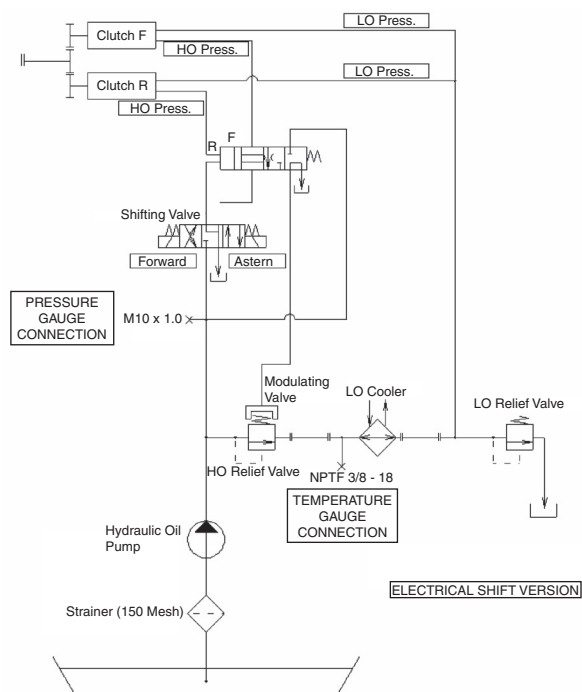 LO Press.
Clutch F
HO Press.
LO Press.
Clutch R
HO Press.
F
R
Shifting Valve
Forward
Astern
PRESSURE
GAUGE
CONNECTION
M10 x 1.0
Modulating
Valve
LO Cooler
LO Relief Valve
HO Relief Valve
NPTF 3/8 - 18
TEMPERATURE
GAUGE
CONNECTION
Hydraulic Oil
Pump
ELECTRICAL SHIFT VERSION
Strainer (150 Mesh)